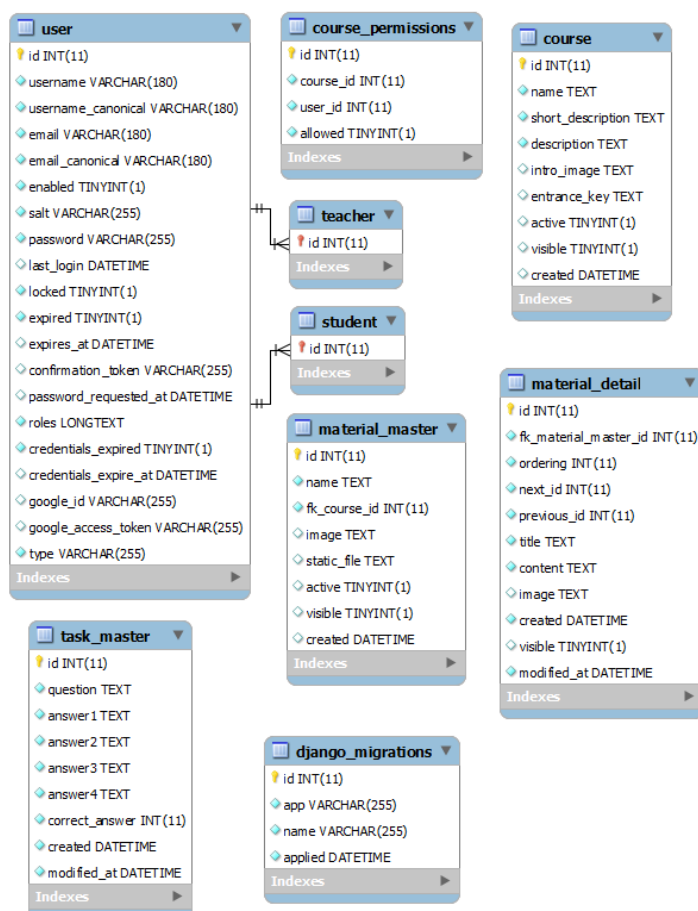 user
id INT(11)
username VARCHAR(180)
username_canonical VARCHAR(180)
email VARCHAR(180)
email_canonical VARCHAR(180)
enabled TINYINT(1)
salt VARCHAR(255)
password VARCHAR(255)
last_login DATETIME
locked TINYINT(1)
expired TINYINT(1)
expires_at DATETIME
confirmation_token VARCHAR(255)
password_requested_at DATETIME
roles LONGTEXT
credentials_expired TINYINT(1)
credentials_expire_at DATETIME
google_id VARCHAR(255)
google_access_token VARCHAR(255)
type VARCHAR(255)
Indexes
course_permissions
id INT(11)
course_id INT(11)
user_id INT(11)
allowed TINYINT(1)
Indexes
course
id INT(11)
name TEXT
short_description TEXT
description TEXT
intro_image TEXT
entrance_key TEXT
active TINYINT(1)
visible TINYINT(1)
created DATETIME
Indexes
teacher
id INT(11)
Indexes
student
id INT(11)
Indexes
material_master
id INT(11)
name TEXT
fk_course_id INT(11)
image TEXT
static_file TEXT
active TINYINT(1)
visible TINYINT(1)
created DATETIME
Indexes
material_detail
id INT(11)
fk_material_master_id INT(11)
ordering INT(11)
next_id INT(11)
previous_id INT(11)
title TEXT
content TEXT
image TEXT
created DATETIME
visible TINYINT(1)
modified_at DATETIME
Indexes
task_master
id INT(11)
question TEXT
answer1 TEXT
answer2 TEXT
answer3 TEXT
answer4 TEXT
correct_answer INT(11)
created DATETIME
modified_at DATETIME
Indexes
django_migrations
id INT(11)
app VARCHAR(255)
name VARCHAR(255)
applied DATETIME
Indexes